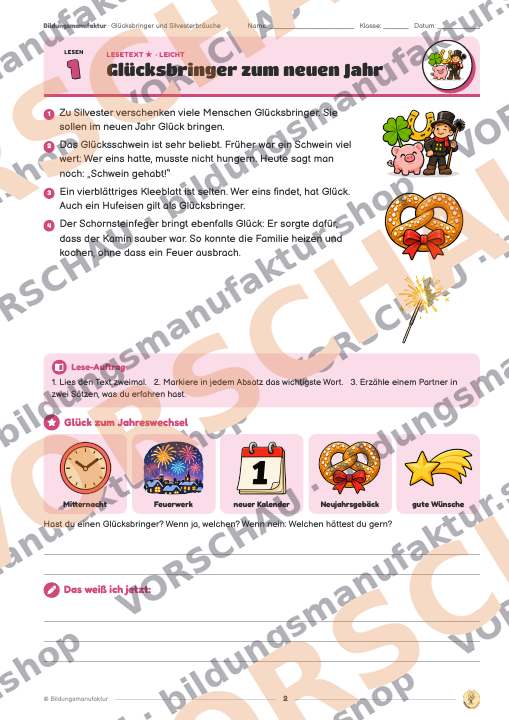 Bildungsmanufaktur · Glücksbringer und Silvesterbräuche Name: Klasse: Datum:
LESEN
1
LESETEXT ★ · LEICHT
Glücksbringer zum neuen Jahr
1 Zu Silvester verschenken viele Menschen Glücksbringer. Sie
sollen im neuen Jahr Glück bringen.
2 Das Glücksschwein ist sehr beliebt. Früher war ein Schwein viel
wert: Wer eins hatte, musste nicht hungern. Heute sagt man
noch: „Schwein gehabt!"
3 Ein vierblättriges Kleeblatt ist selten. Wer eins findet, hat Glück.
Auch ein Hufeisen gilt als Glücksbringer.
4 Der Schornsteinfeger bringt ebenfalls Glück: Er sorgte dafür,
dass der Kamin sauber war. So konnte die Familie heizen und
kochen, ohne dass ein Feuer ausbrach.
Lese-Auftrag
1. Lies den Text zweimal. 2. Markiere in jedem Absatz das wichtigste Wort. 3. Erzähle einem Partner in
zwei Sätzen, was du erfahren hast.
Glück zum Jahreswechsel
1
Mitternacht
Feuerwerk
neuer Kalender
Neujahrsgebäck
gute Wünsche
Hast du einen Glücksbringer? Wenn ja, welchen? Wenn nein: Welchen hättest du gern?
Das weiß ich jetzt:
© Bildungsmanufaktur
2
VORSCHAU · bildungsmanufaktur.shop
VORSCHAU